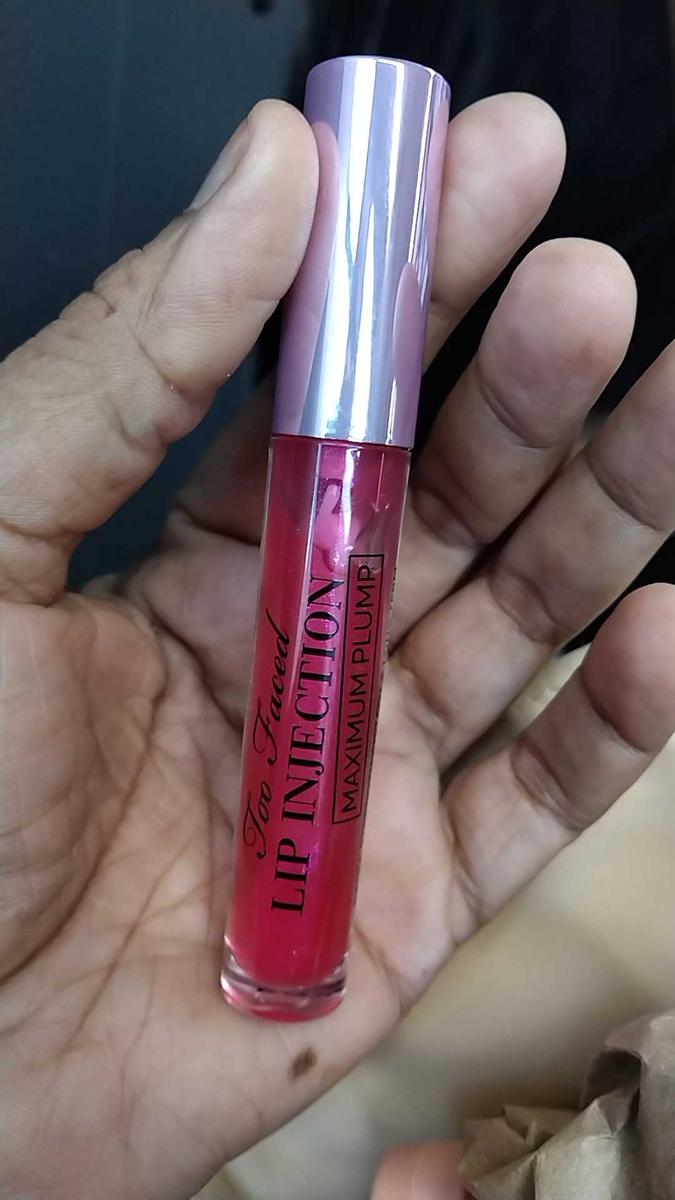 Too Faced
LIP INJECTION
MAXIMUM PLUMP